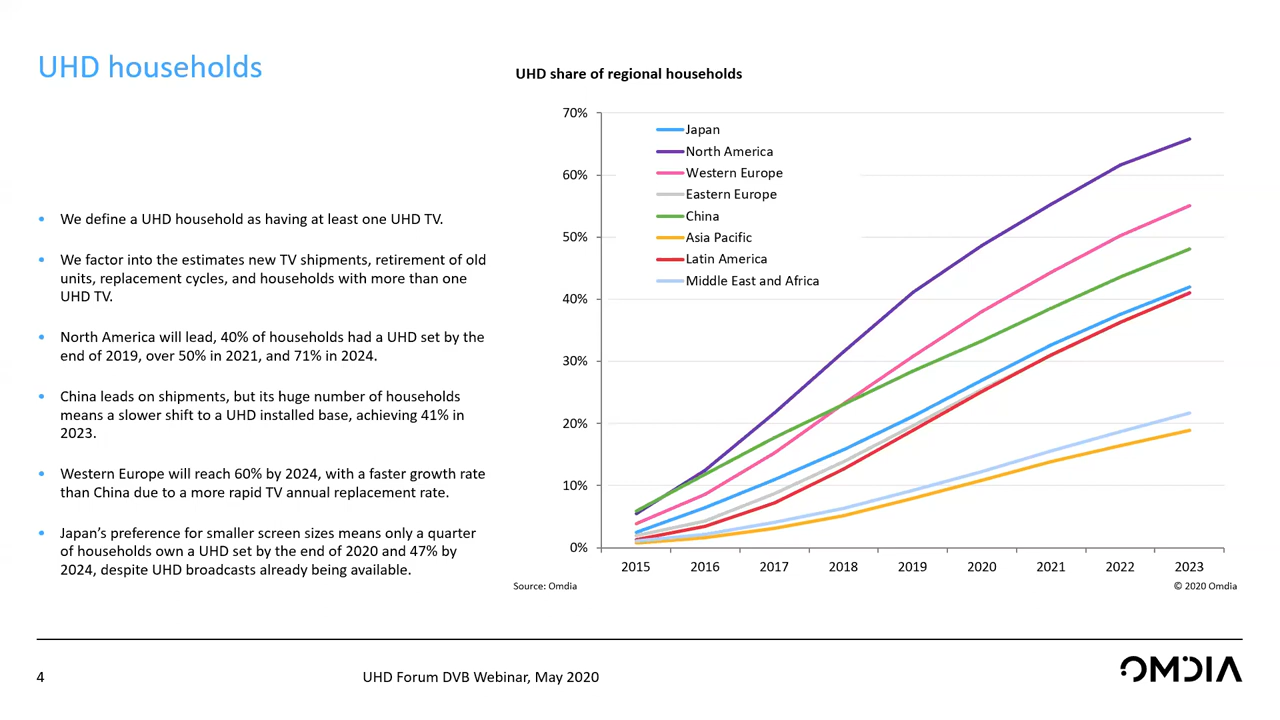 UHD households
• We define a UHD household as having at least one UHD TV.
• We factor into the estimates new TV shipments, retirement of old
units, replacement cycles, and households with more than one
UHD TV.
• North America will lead, 40% of households had a UHD set by the
end of 2019, over 50% in 2021, and 71% in 2024.
• China leads on shipments, but its huge number of households
means a slower shift to a UHD installed base, achieving 41% in
2023.
• Western Europe will reach 60% by 2024, with a faster growth rate
than China due to a more rapid TV annual replacement rate.
• Japan’s preference for smaller screen sizes means only a quarter
of households own a UHD set by the end of 2020 and 47% by
2024, despite UHD broadcasts already being available.
UHD share of regional households
70%
60%
50%
40%
30%
20%
10%
0%
Japan
North America
Western Europe
Eastern Europe
China
Asia Pacific
Latin America
Middle East and Africa
2015 2016 2017 2018 2019 2020 2021 2022 2023
Source: Omdia
© 2020 Omdia
4
UHD Forum DVB Webinar, May 2020
OMDIA